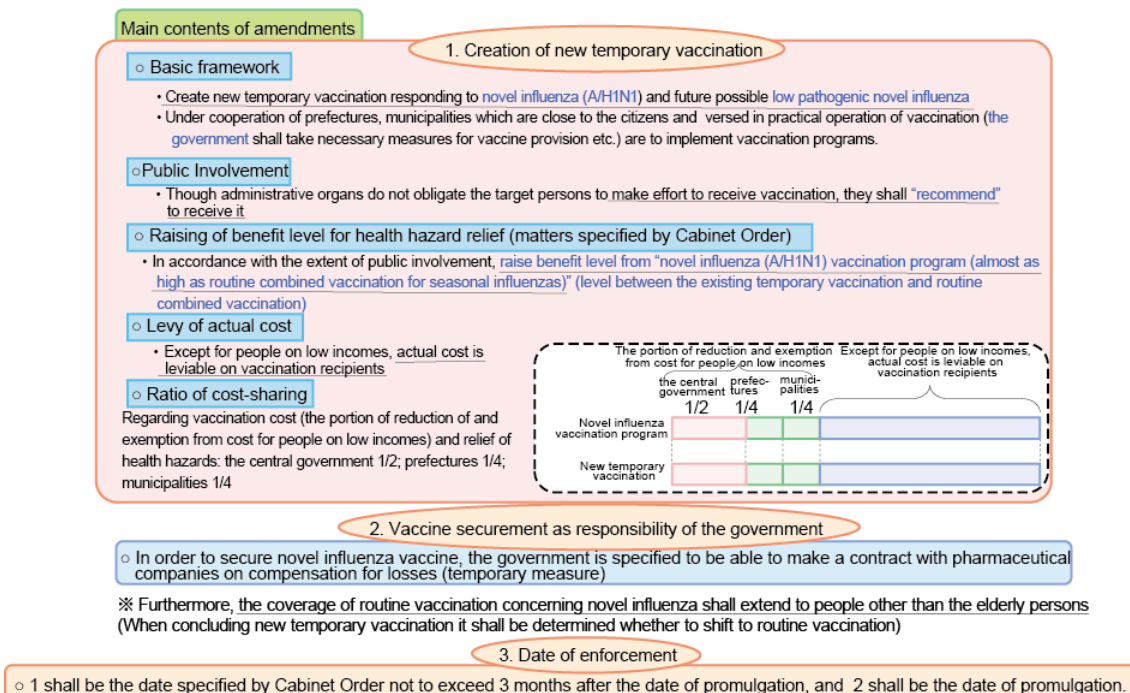 Main contents of amendments
1. Creation of new temporary vaccination
○ Basic framework
・Create new temporary vaccination responding to novel influenza (A/H1N1) and future possible low pathogenic novel influenza
・Under cooperation of prefectures, municipalities which are close to the citizens and versed in practical operation of vaccination (the
government shall take necessary measures for vaccine provision etc.) are to implement vaccination programs.
○Public Involvement
・Though administrative organs do not obligate the target persons to make effort to receive vaccination, they shall “recommend”
to receive it
○ Raising of benefit level for health hazard relief (matters specified by Cabinet Order)
・In accordance with the extent of public involvement, raise benefit level from “novel influenza (A/H1N1) vaccination program (almost as
high as routine combined vaccination for seasonal influenzas)” (level between the existing temporary vaccination and routine
combined vaccination)
○ Levy of actual cost
・Except for people on low incomes, actual cost is
leviable on vaccination recipients
○ Ratio of cost-sharing
Regarding vaccination cost (the portion of reduction of and
exemption from cost for people on low incomes) and relief of
health hazards: the central government 1/2; prefectures 1/4;
municipalities 1/4
The portion of reduction and exemption
from cost for people on low incomes
Except for people on low incomes,
actual cost is leviable on
vaccination recipients
the central
government
prefec-
tures
munici-
palities
1/2 1/4 1/4
Novel influenza
vaccination program
New temporary
vaccination
2. Vaccine securement as responsibility of the government
○ In order to secure novel influenza vaccine, the government is specified to be able to make a contract with pharmaceutical
companies on compensation for losses (temporary measure)
※ Furthermore, the coverage of routine vaccination concerning novel influenza shall extend to people other than the elderly persons
(When concluding new temporary vaccination it shall be determined whether to shift to routine vaccination)
3. Date of enforcement
○ 1 shall be the date specified by Cabinet Order not to exceed 3 months after the date of promulgation, and 2 shall be the date of promulgation.